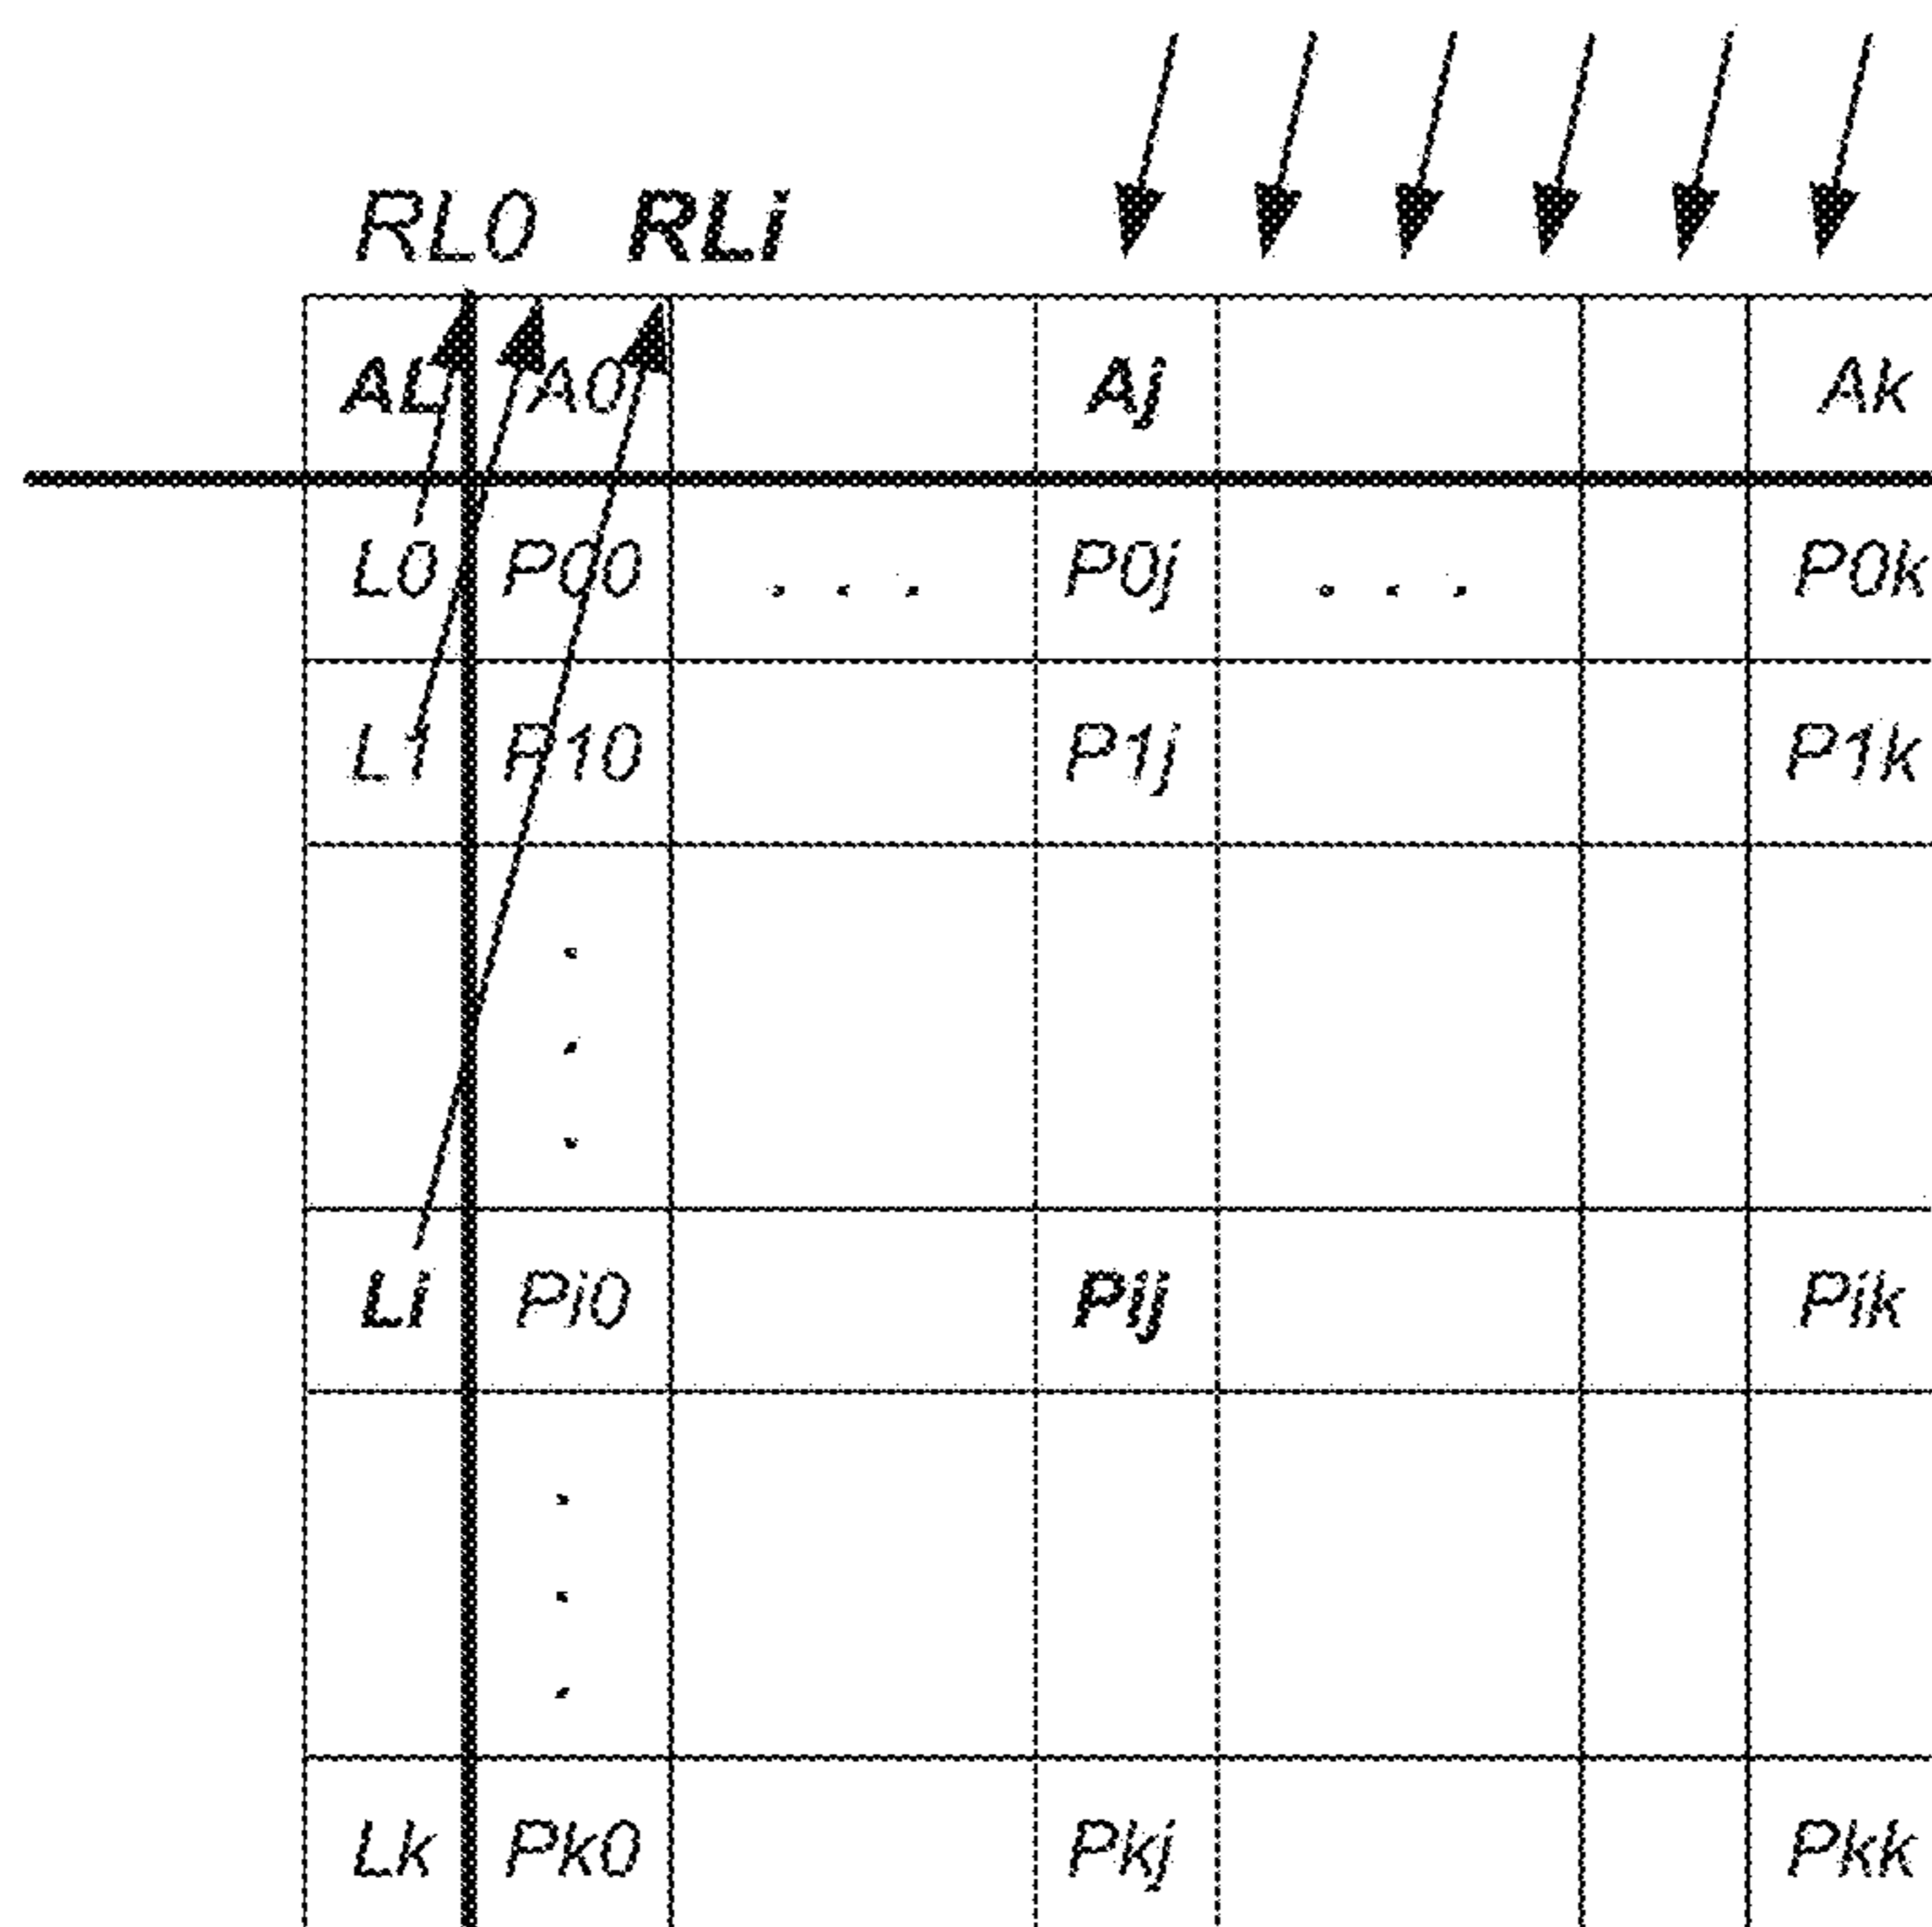 RL0 RLi
AL A0 Aj Ak
L0 P00 . . . P0j . . . P0k
L1 P10 P1j P1k
.
.
.
Li Pi0 Pij Pik
.
.
.
Lk Pk0 Pkj Pkk